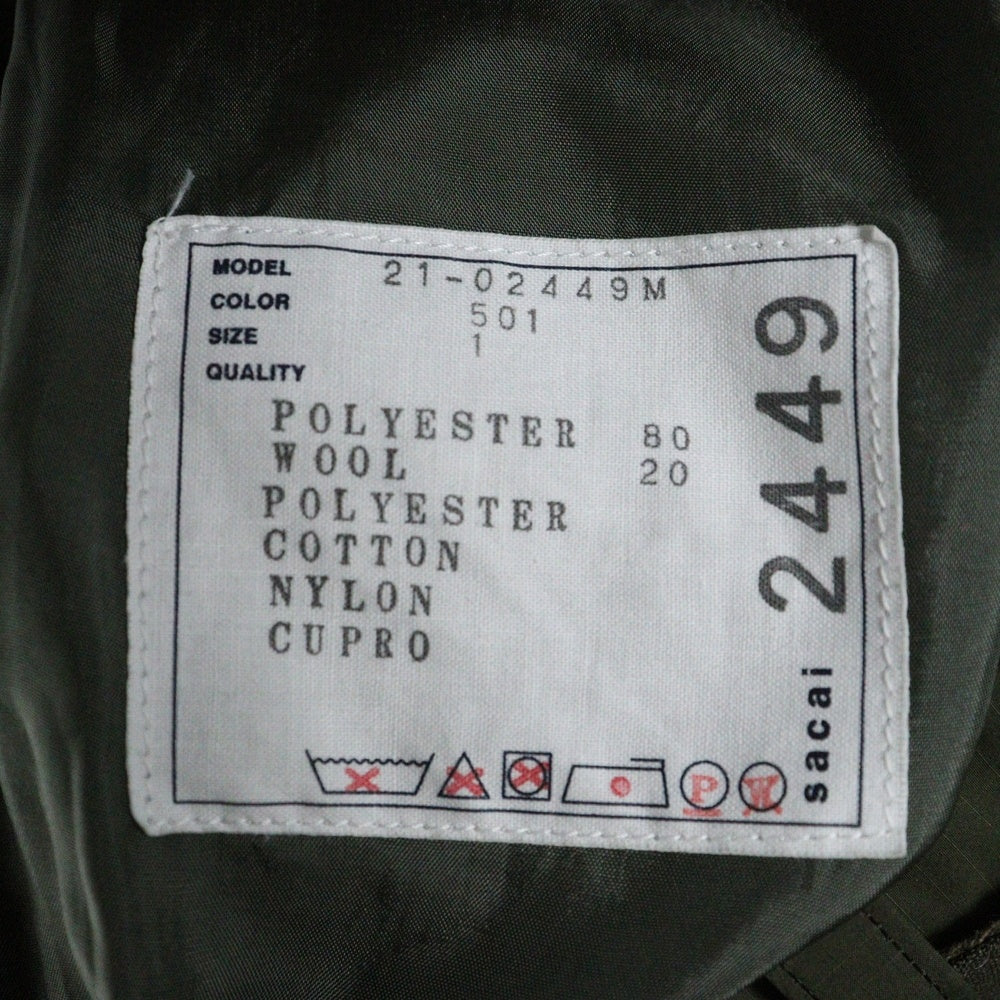 MODEL 21-02449M
COLOR 501
SIZE 1
QUALITY
POLYESTER 80
WOOL 20
POLYESTER
COTTON
NYLON
CUPRO
P W
sacai 2449